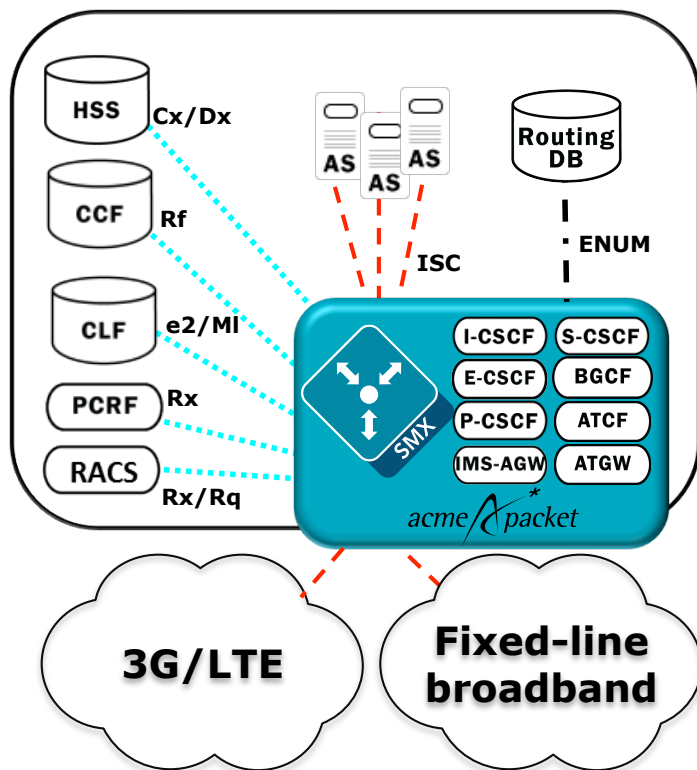 HSS
Cx/Dx
CCF
Rf
CLF
e2/Ml
PCRF
Rx
RACS
Rx/Rq
AS
AS
AS
ISC
Routing
DB
ENUM
SMX
I-CSCF
S-CSCF
E-CSCF
BGCF
P-CSCF
ATCF
IMS-AGW
ATGW
acme packet
3G/LTE
Fixed-line
broadband